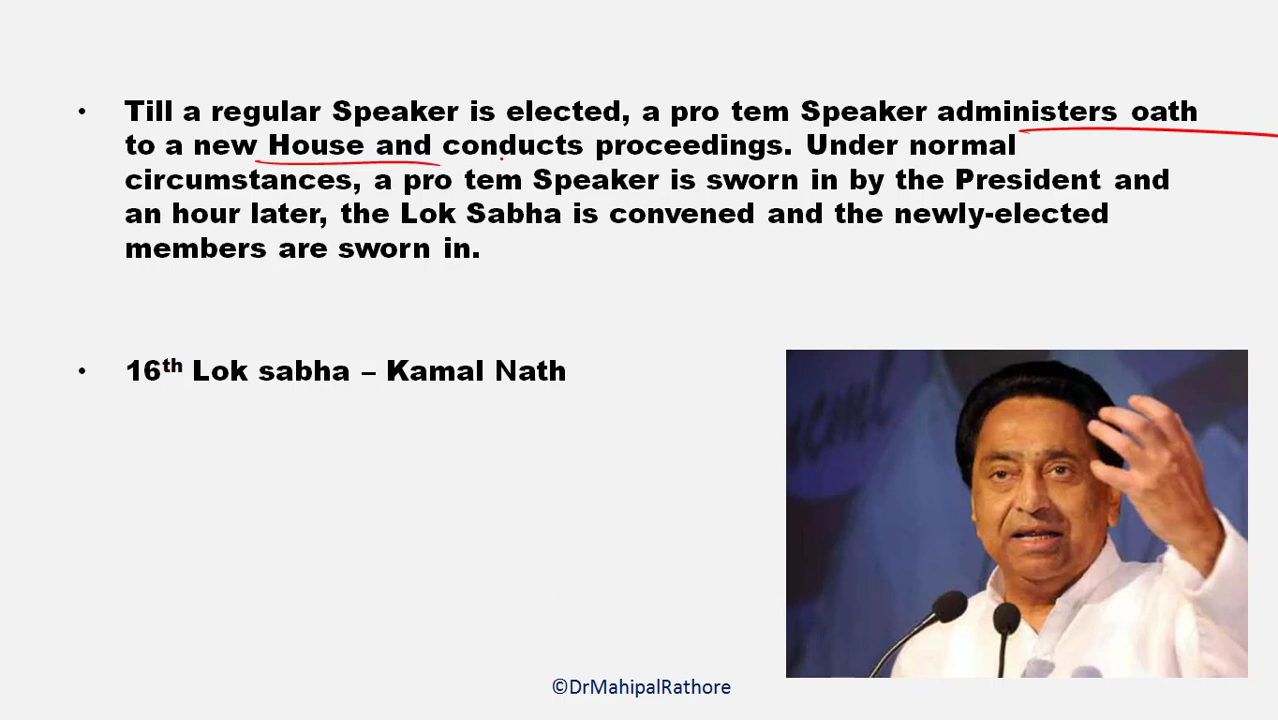 • Till a regular Speaker is elected, a pro tem Speaker administers oath
to a new House and conducts proceedings. Under normal
circumstances, a pro tem Speaker is sworn in by the President and
an hour later, the Lok Sabha is convened and the newly-elected
members are sworn in.
• 16th Lok sabha – Kamal Nath
©DrMahipalRathore